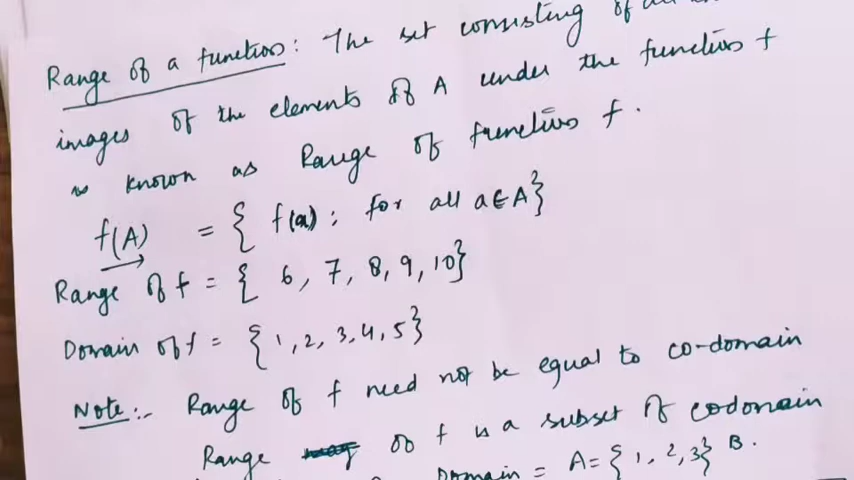 Range of a function: The set consisting of all
images of the elements of A under the function f
is known as Range of function f.
f(A) = { f(a); for all a∈A}
Range of f = { 6, 7, 8, 9, 10}
Domain of f = {1, 2, 3, 4, 5}
Note:- Range of f need not be equal to co-domain
Range of f is a subset of codomain
Domain = A = {1, 2, 3} B.